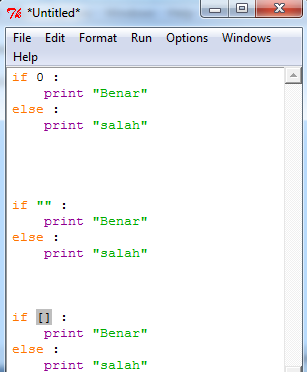 *Untitled*
File Edit Format Run Options Windows
Help
if 0 :
    print "Benar"
else :
    print "salah"
if "" :
    print "Benar"
else :
    print "salah"
if [] :
    print "Benar"
else :
    print "salah"